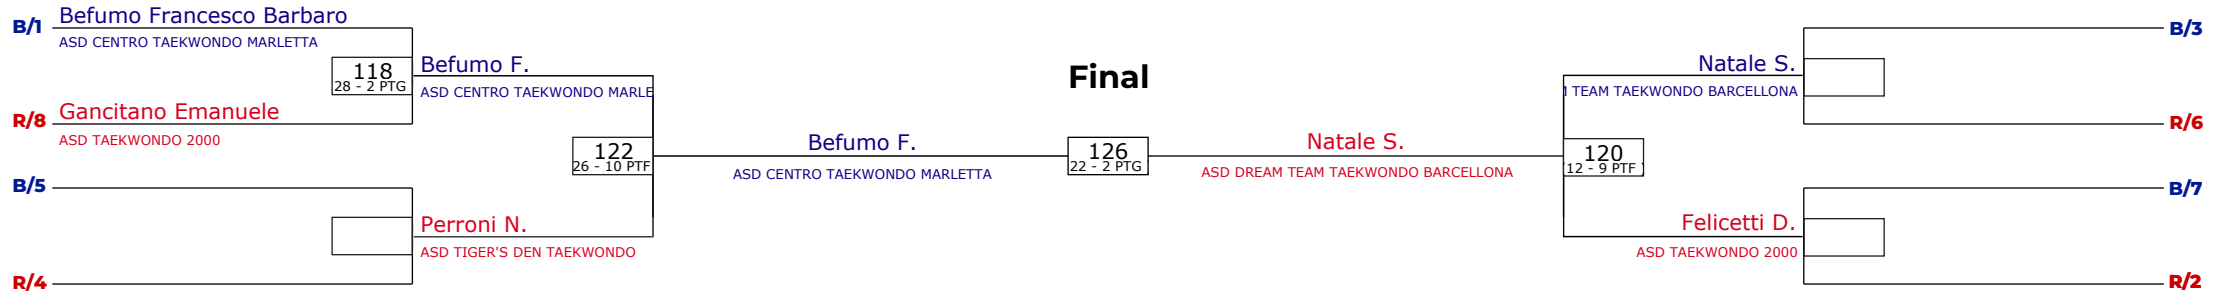 B/1
Befumo Francesco Barbaro
ASD CENTRO TAEKWONDO MARLETTA
118
28 - 2 PTG
R/8
Gancitano Emanuele
ASD TAEKWONDO 2000
Befumo F.
ASD CENTRO TAEKWONDO MARLE
122
26 - 10 PTF
B/5
R/4
Perroni N.
ASD TIGER'S DEN TAEKWONDO
Befumo F.
ASD CENTRO TAEKWONDO MARLETTA
Final
126
22 - 2 PTG
Natale S.
ASD DREAM TEAM TAEKWONDO BARCELLONA
Natale S.
TEAM TAEKWONDO BARCELLONA
120
12 - 9 PTF
Felicetti D.
ASD TAEKWONDO 2000
B/3
R/6
B/7
R/2